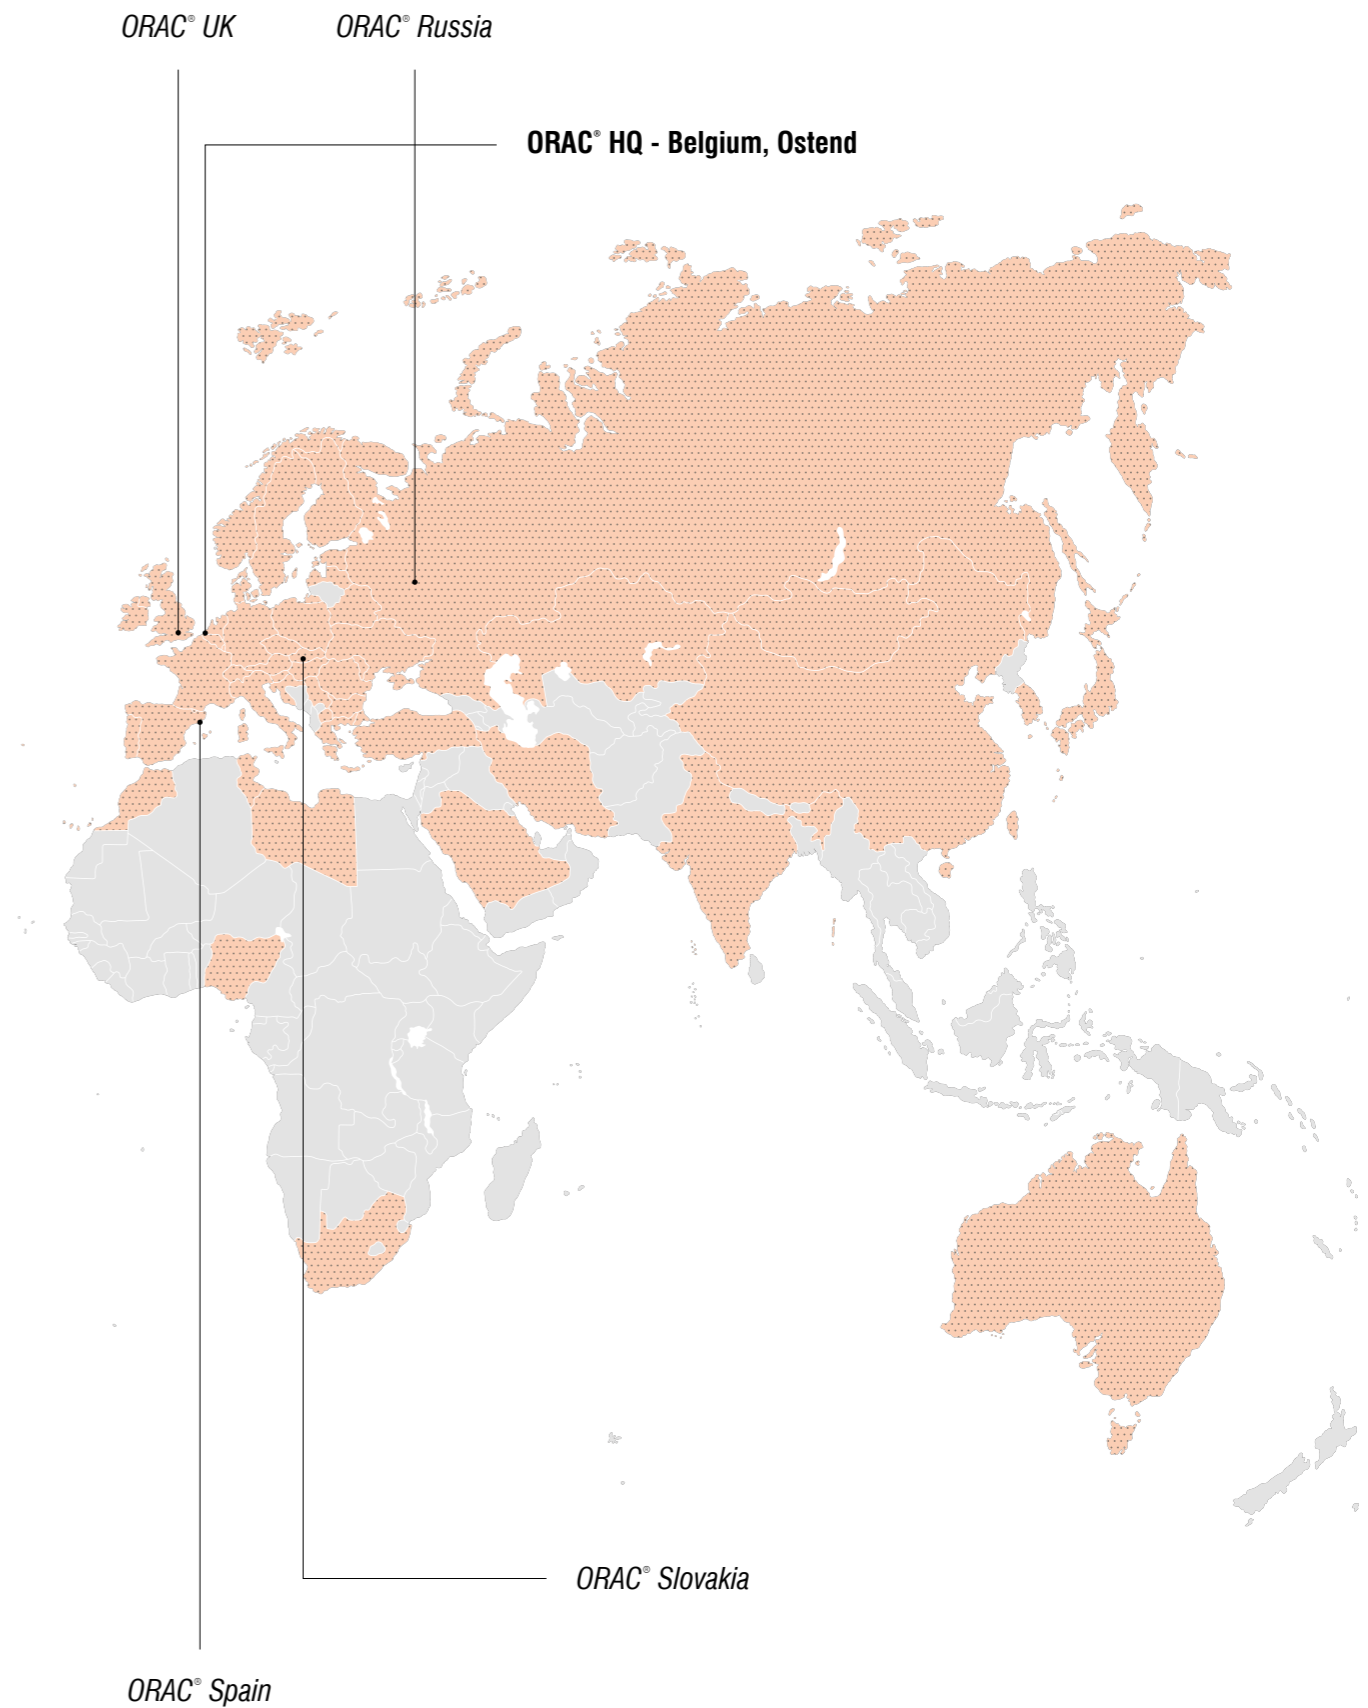 ORAC® UK
ORAC® Russia
ORAC® HQ - Belgium, Ostend
ORAC® Slovakia
ORAC® Spain